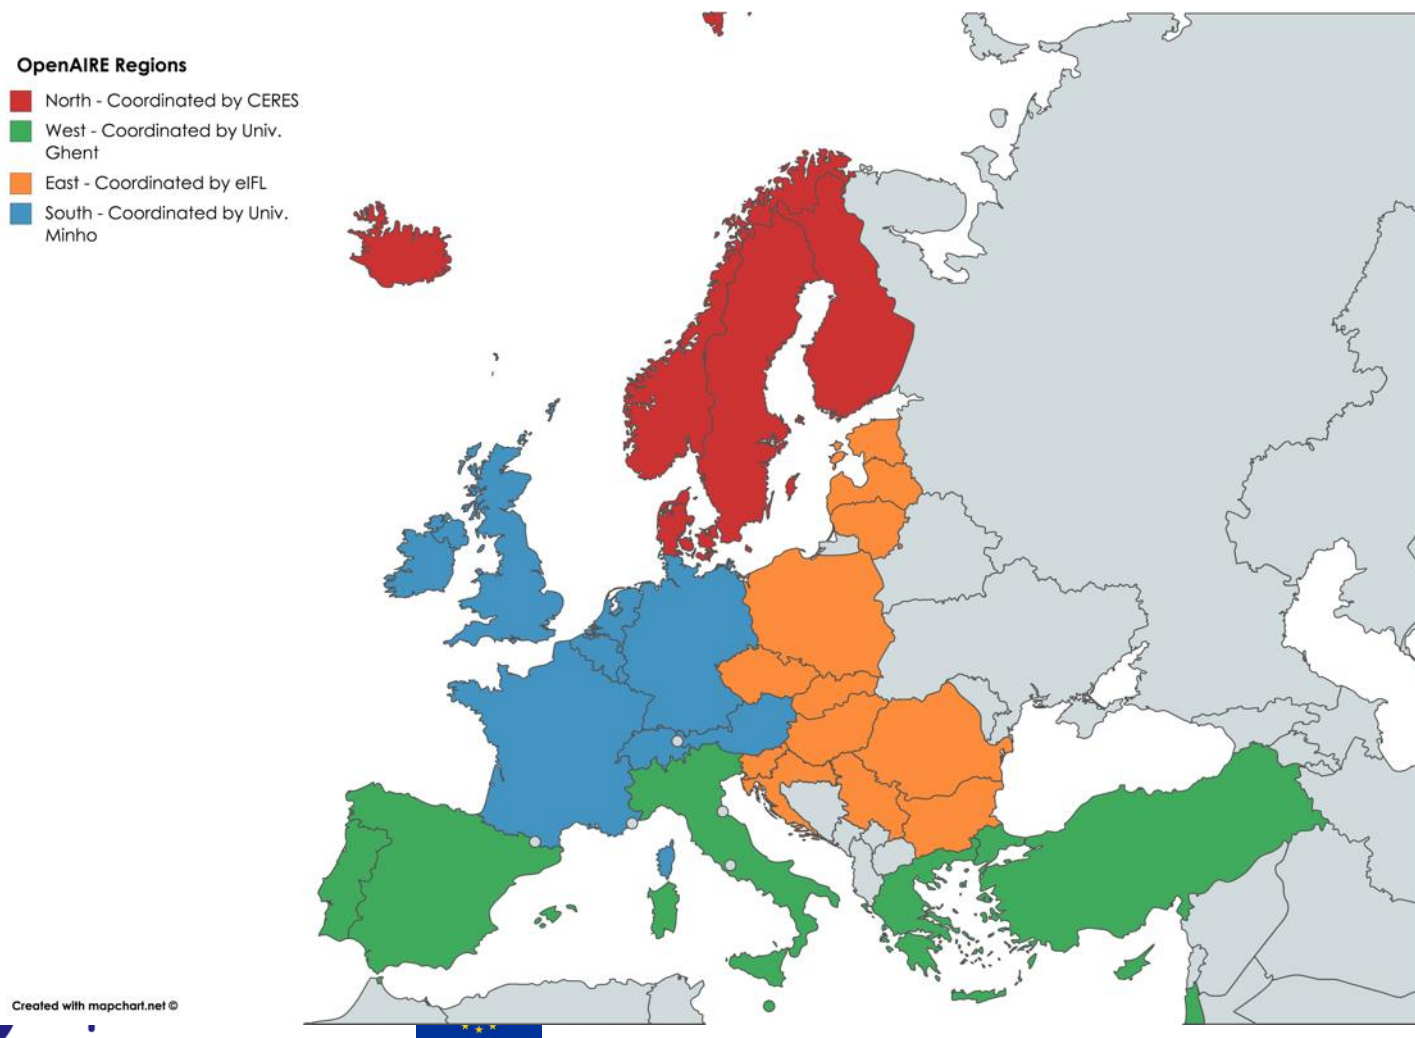 OpenAIRE Regions
North - Coordinated by CERES
West - Coordinated by Univ.
Ghent
East - Coordinated by eIFL
South - Coordinated by Univ.
Minho
Created with mapchart.net ©